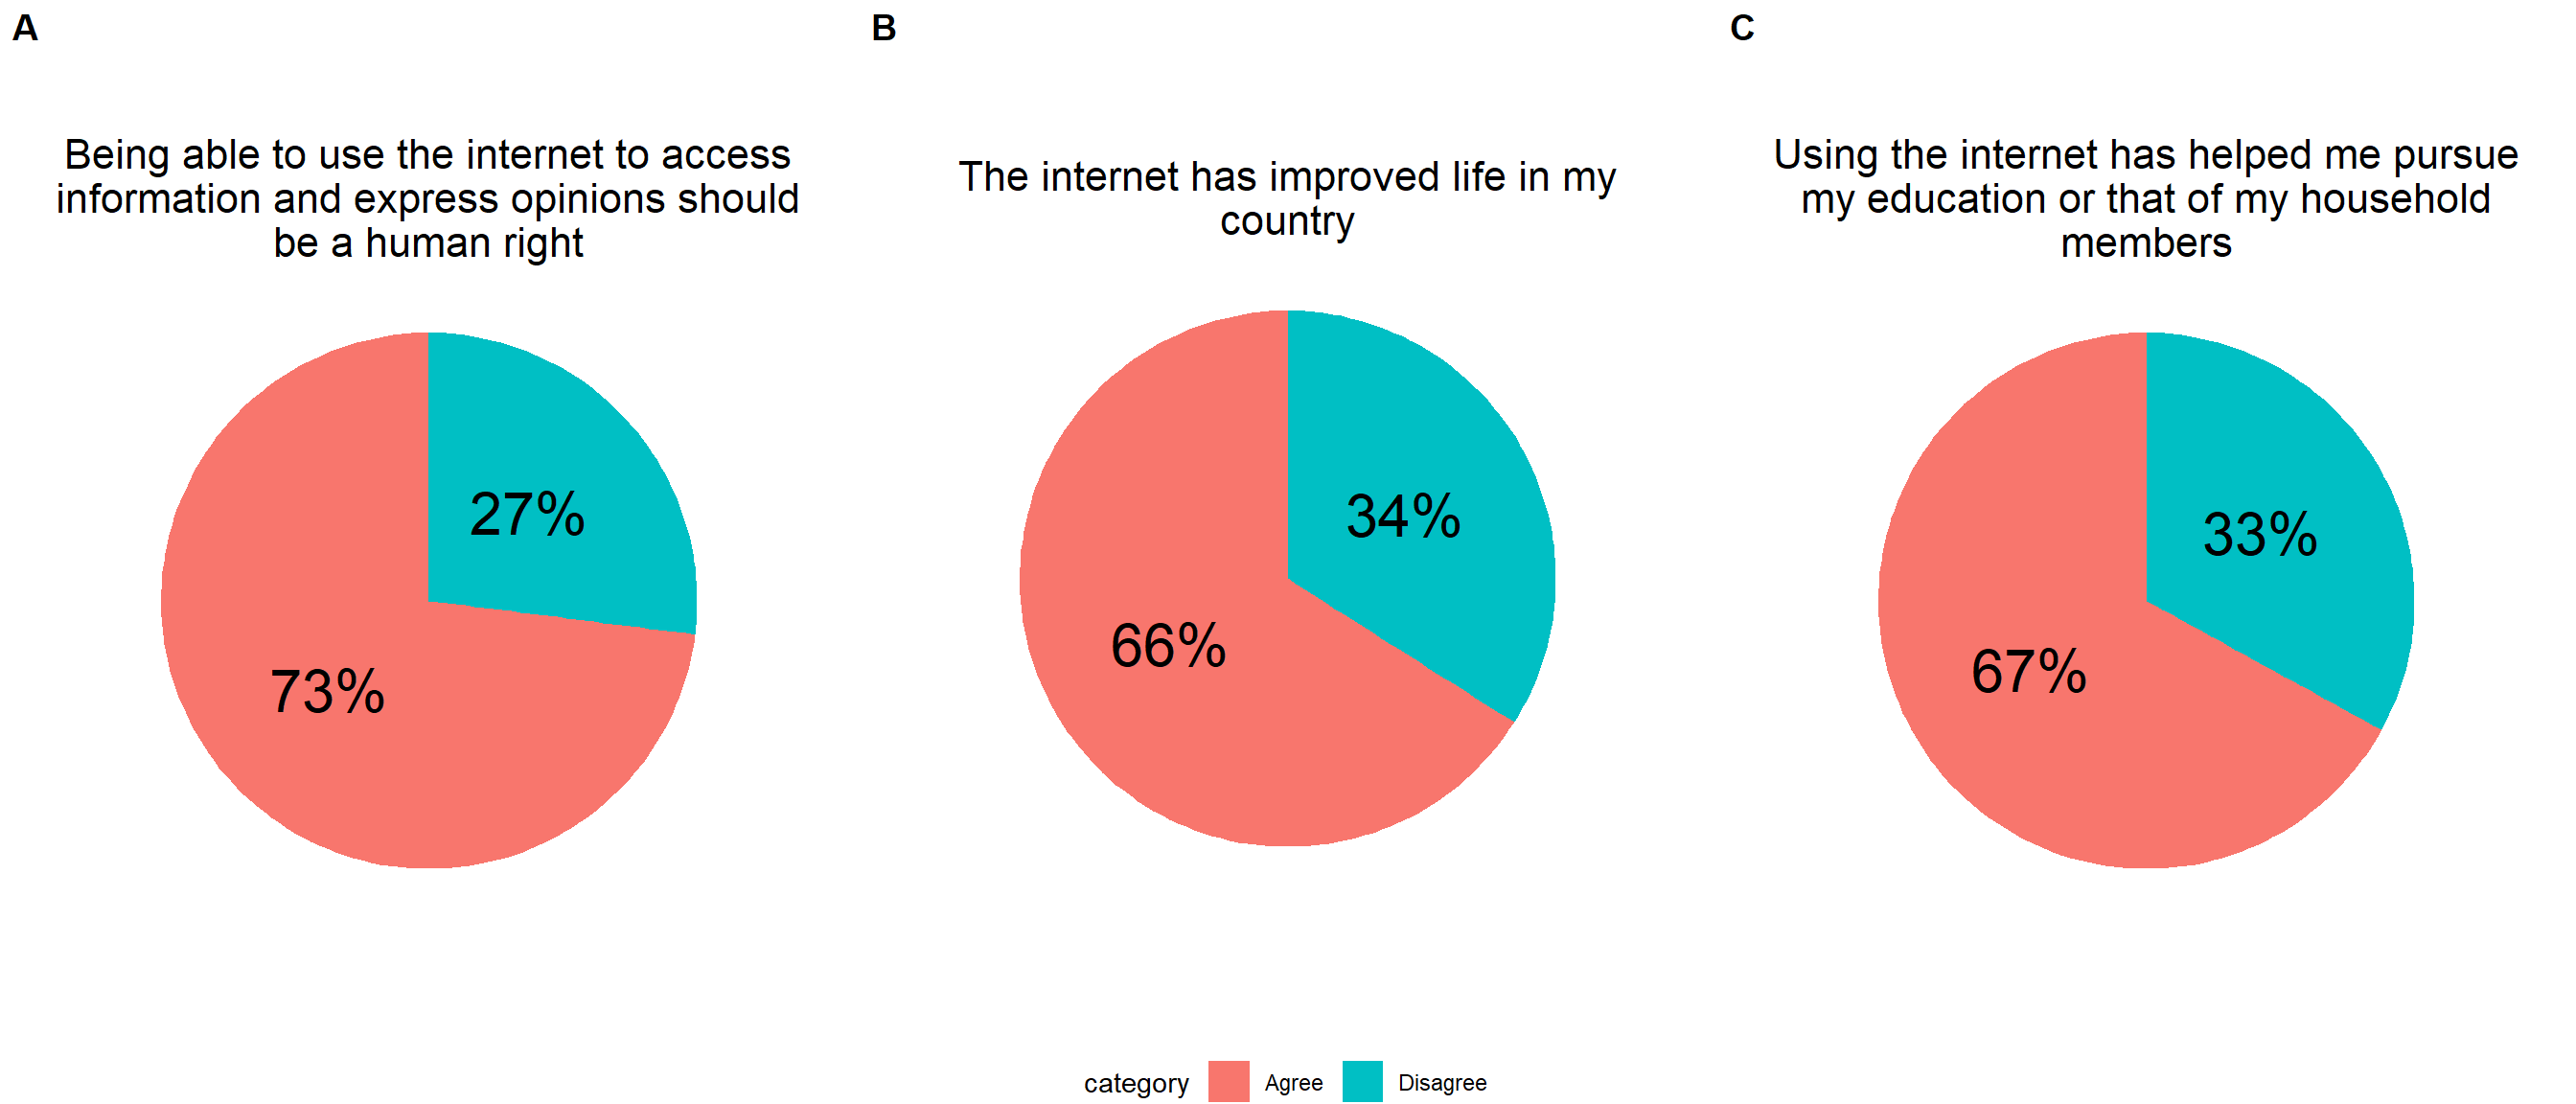 A
Being able to use the internet to access
information and express opinions should
be a human right
27%
73%
B
The internet has improved life in my
country
34%
66%
C
Using the internet has helped me pursue
my education or that of my household
members
33%
67%
category Agree Disagree